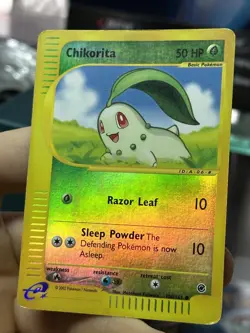 Chikorita 50 HP
Basic Pokémon
Razor Leaf 10
Sleep Powder The
Defending Pokémon is now 10
Asleep.
weakness resistance retreat cost
e